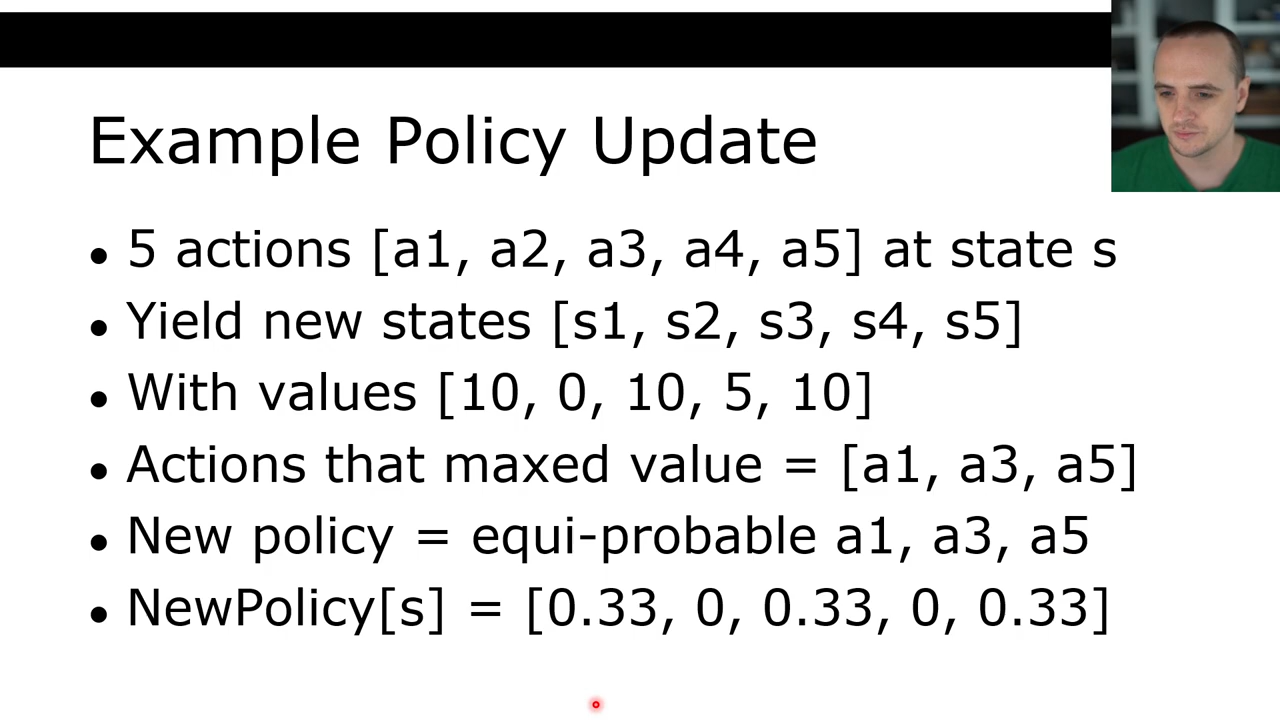 Example Policy Update
• 5 actions [a1, a2, a3, a4, a5] at state s
• Yield new states [s1, s2, s3, s4, s5]
• With values [10, 0, 10, 5, 10]
• Actions that maxed value = [a1, a3, a5]
• New policy = equi-probable a1, a3, a5
• NewPolicy[s] = [0.33, 0, 0.33, 0, 0.33]